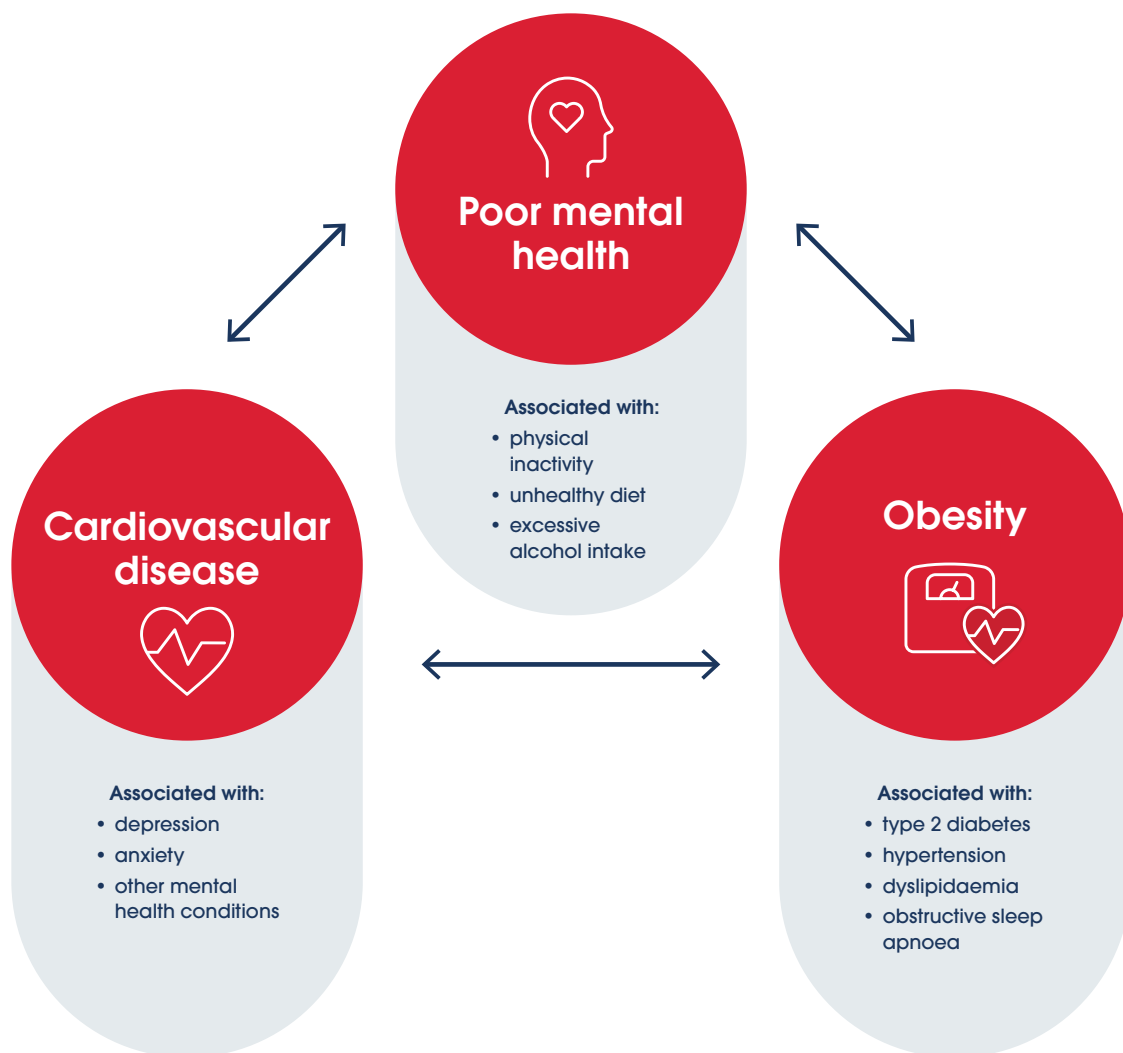 Poor mental
health
Associated with:
• physical
inactivity
• unhealthy diet
• excessive
alcohol intake
Cardiovascular
disease
Associated with:
• depression
• anxiety
• other mental
health conditions
Obesity
Associated with:
• type 2 diabetes
• hypertension
• dyslipidaemia
• obstructive sleep
apnoea